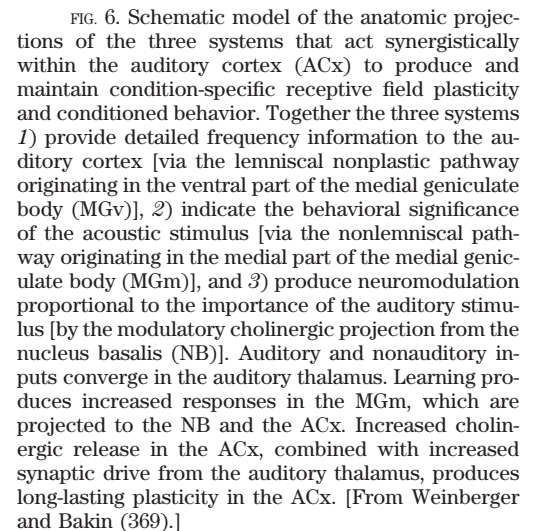 FIG. 6. Schematic model of the anatomic projec-
tions of the three systems that act synergistically
within the auditory cortex (ACx) to produce and
maintain condition-specific receptive field plasticity
and conditioned behavior. Together the three systems
1) provide detailed frequency information to the au-
ditory cortex [via the lemniscal nonplastic pathway
originating in the ventral part of the medial geniculate
body (MGv)], 2) indicate the behavioral significance
of the acoustic stimulus [via the nonlemniscal path-
way originating in the medial part of the medial genic-
ulate body (MGm)], and 3) produce neuromodulation
proportional to the importance of the auditory stimu-
lus [by the modulatory cholinergic projection from the
nucleus basalis (NB)]. Auditory and nonauditory in-
puts converge in the auditory thalamus. Learning pro-
duces increased responses in the MGm, which are
projected to the NB and the ACx. Increased cholin-
ergic release in the ACx, combined with increased
synaptic drive from the auditory thalamus, produces
long-lasting plasticity in the ACx. [From Weinberger
and Bakin (369).]